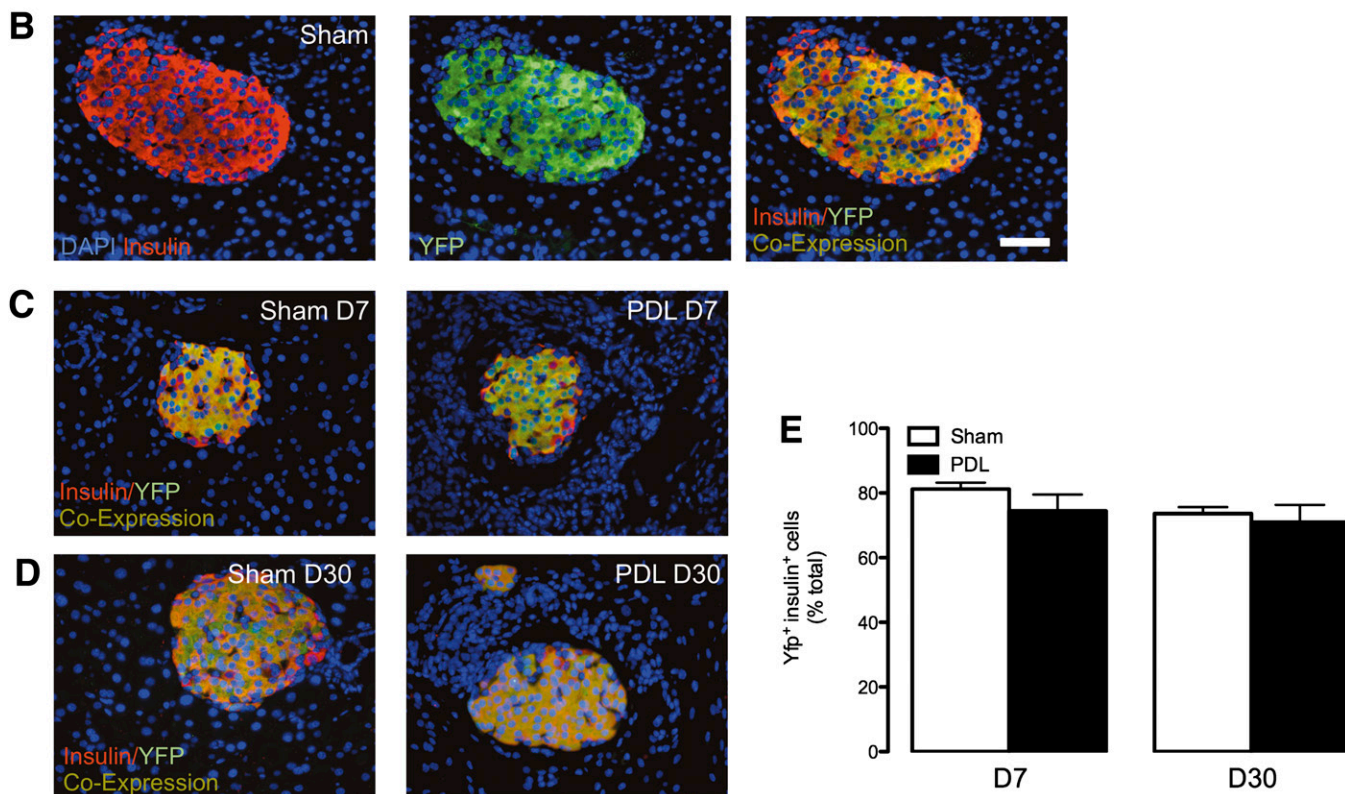 B
Sham
DAPI Insulin
YFP
Insulin/YFP
Co-Expression
C
Sham D7
Insulin/YFP
Co-Expression
PDL D7
D
Sham D30
Insulin/YFP
Co-Expression
PDL D30
E
Yfp⁺ insulin⁺ cells
(% total)
100
80
60
40
20
0
Sham
PDL
D7
D30